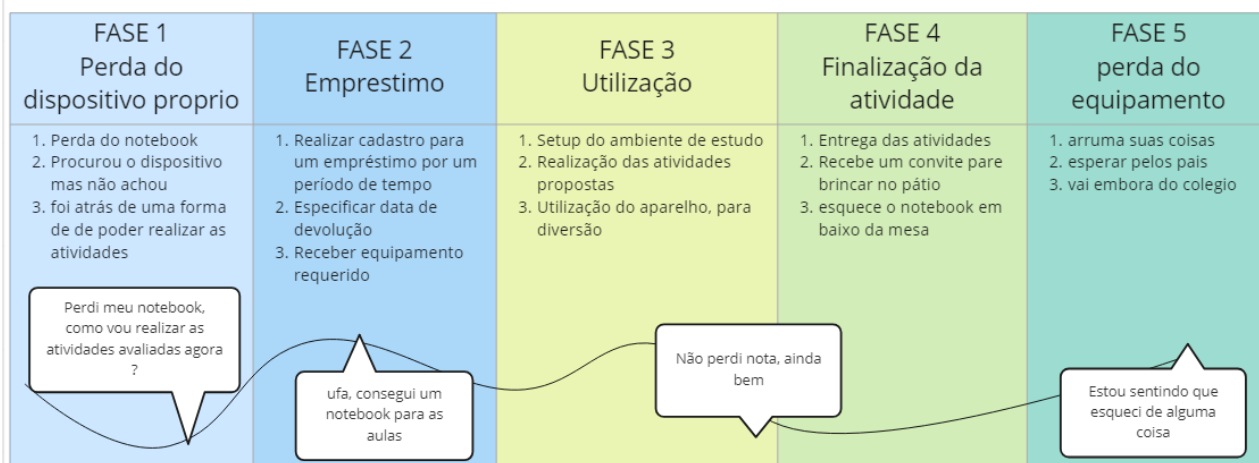 FASE 1
Perda do
dispositivo proprio
FASE 2
Emprestimo
FASE 3
Utilização
FASE 4
Finalização da
atividade
FASE 5
perda do
equipamento
1. Perda do notebook
2. Procurou o dispositivo
mas não achou
3. foi atrás de uma forma
de de poder realizar as
atividades
1. Realizar cadastro para
um empréstimo por um
período de tempo
2. Especificar data de
devolução
3. Receber equipamento
requerido
1. Setup do ambiente de estudo
2. Realização das atividades
propostas
3. Utilização do aparelho, para
diversão
1. Entrega das atividades
2. Recebe um convite pare
brincar no pátio
3. esquece o notebook em
baixo da mesa
1. arruma suas coisas
2. esperar pelos pais
3. vai embora do colegio
Perdi meu notebook,
como vou realizar as
atividades avaliadas agora
?
ufa, consegui um
notebook para as
aulas
Não perdi nota, ainda
bem
Estou sentindo que
esqueci de alguma
coisa